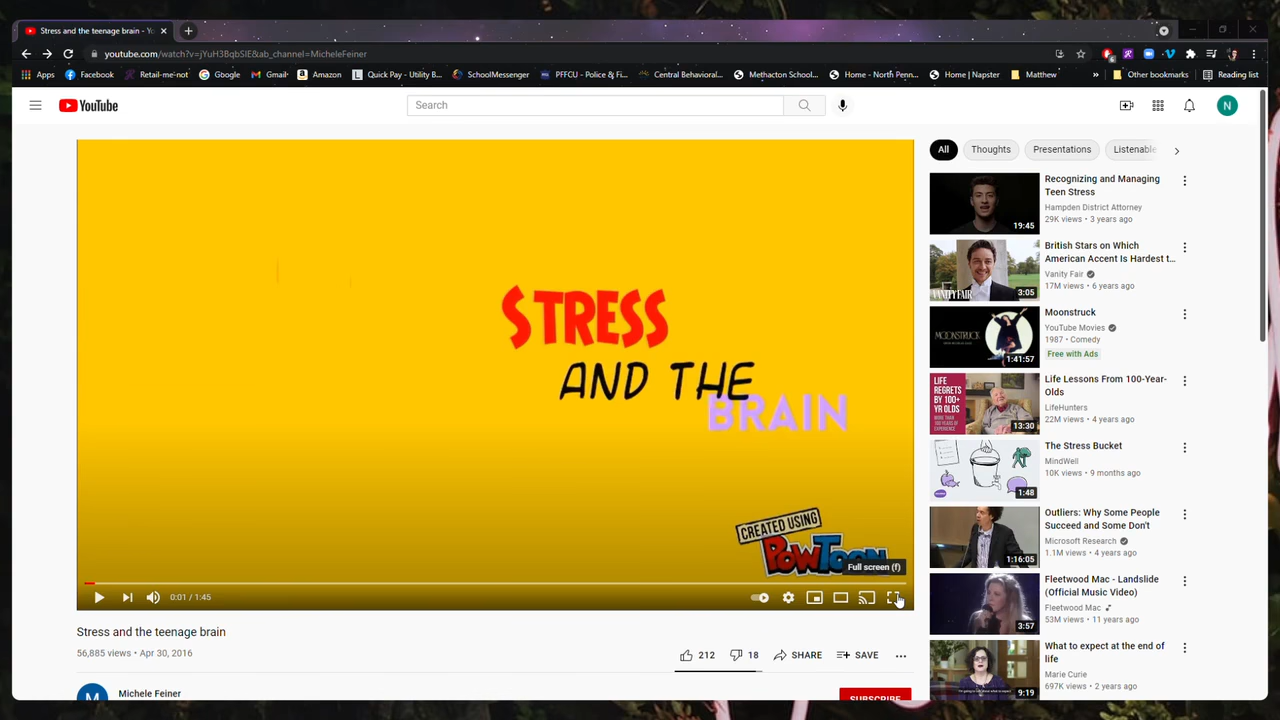 Stress and the teenage brain - Yo
youtube.com/watch?v=jYuH3BqbSIE&ab_channel=MicheleFeiner
6
Apps Facebook Retail-me-not Google Gmail Amazon Quick Pay - Utility B... SchoolMessenger PFFCU - Police & Fi... Central Behavioral... Methacton School... Home - North Penn... Home | Napster Matthew » Other bookmarks Reading list
YouTube
Search
N
STRESS
AND THE
BRAIN
CREATED USING
POWTOON
Full screen (f)
0:01 / 1:45
Stress and the teenage brain
56,885 views • Apr 30, 2016
212 18 SHARE SAVE
M
Michele Feiner
SUBSCRIBE
All Thoughts Presentations Listenable
19:45
Recognizing and Managing
Teen Stress
Hampden District Attorney
29K views • 3 years ago
VANITY FAIR
3:05
British Stars on Which
American Accent Is Hardest t...
Vanity Fair
17M views • 6 years ago
MOONSTRUCK
1:41:57
Moonstruck
YouTube Movies
1987 • Comedy
Free with Ads
LIFE
REGRETS
BY 100+
YR OLDS
13:30
Life Lessons From 100-Year-
Olds
LifeHunters
22M views • 4 years ago
1:48
The Stress Bucket
MindWell
10K views • 9 months ago
1:16:05
Outliers: Why Some People
Succeed and Some Don't
Microsoft Research
1.1M views • 4 years ago
3:57
Fleetwood Mac - Landslide
(Official Music Video)
Fleetwood Mac
53M views • 11 years ago
9:19
What to expect at the end of
life
Marie Curie
697K views • 2 years ago